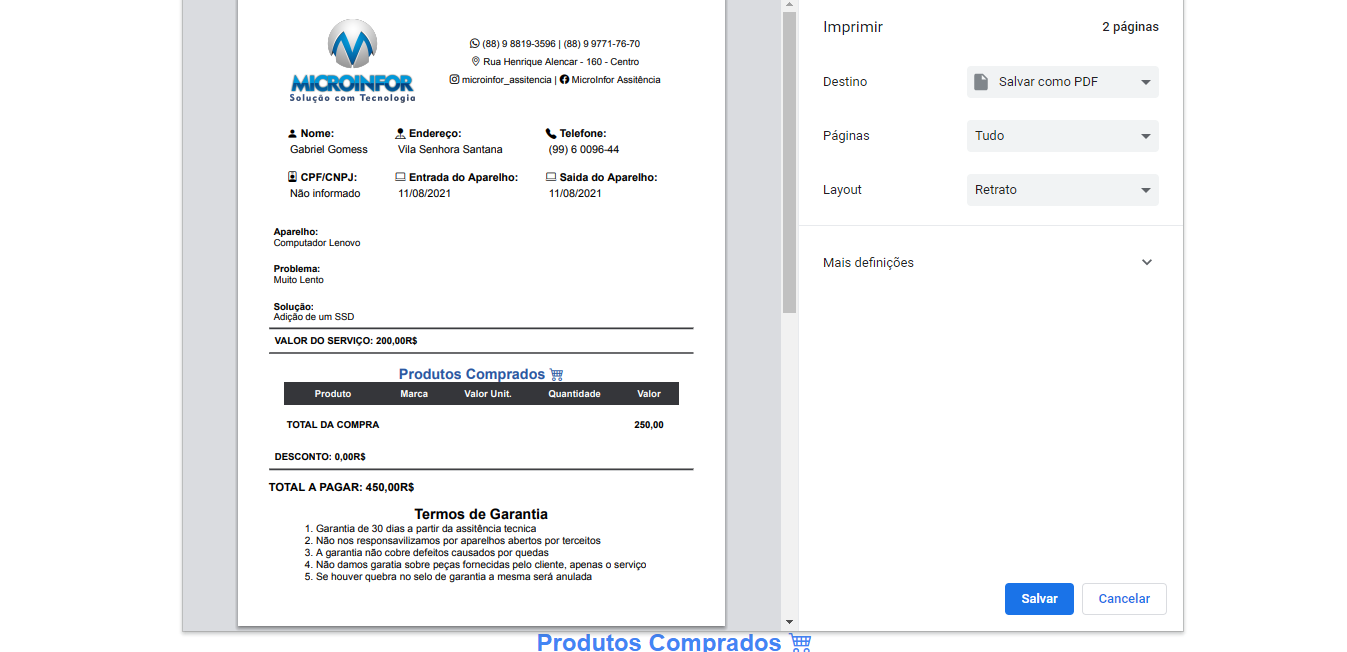 MICROINFOR
Solução com Tecnologia
(88) 9 8819-3596 | (88) 9 9771-76-70
Rua Henrique Alencar - 160 - Centro
microinfor_assitencia | MicroInfor Assitência
Nome: Endereço: Telefone:
Gabriel Gomess Vila Senhora Santana (99) 6 0096-44
CPF/CNPJ: Entrada do Aparelho: Saida do Aparelho:
Não informado 11/08/2021 11/08/2021
Aparelho:
Computador Lenovo
Problema:
Muito Lento
Solução:
Adição de um SSD
VALOR DO SERVIÇO: 200,00R$
Produtos Comprados
Produto Marca Valor Unit. Quantidade Valor
TOTAL DA COMPRA 250,00
DESCONTO: 0,00R$
TOTAL A PAGAR: 450,00R$
Termos de Garantia
1. Garantia de 30 dias a partir da assitência tecnica
2. Não nos responsavilizamos por aparelhos abertos por terceitos
3. A garantia não cobre defeitos causados por quedas
4. Não damos garatia sobre peças fornecidas pelo cliente, apenas o serviço
5. Se houver quebra no selo de garantia a mesma será anulada
Imprimir 2 páginas
Destino Salvar como PDF
Páginas Tudo
Layout Retrato
Mais definições
Salvar Cancelar
Produtos Comprados